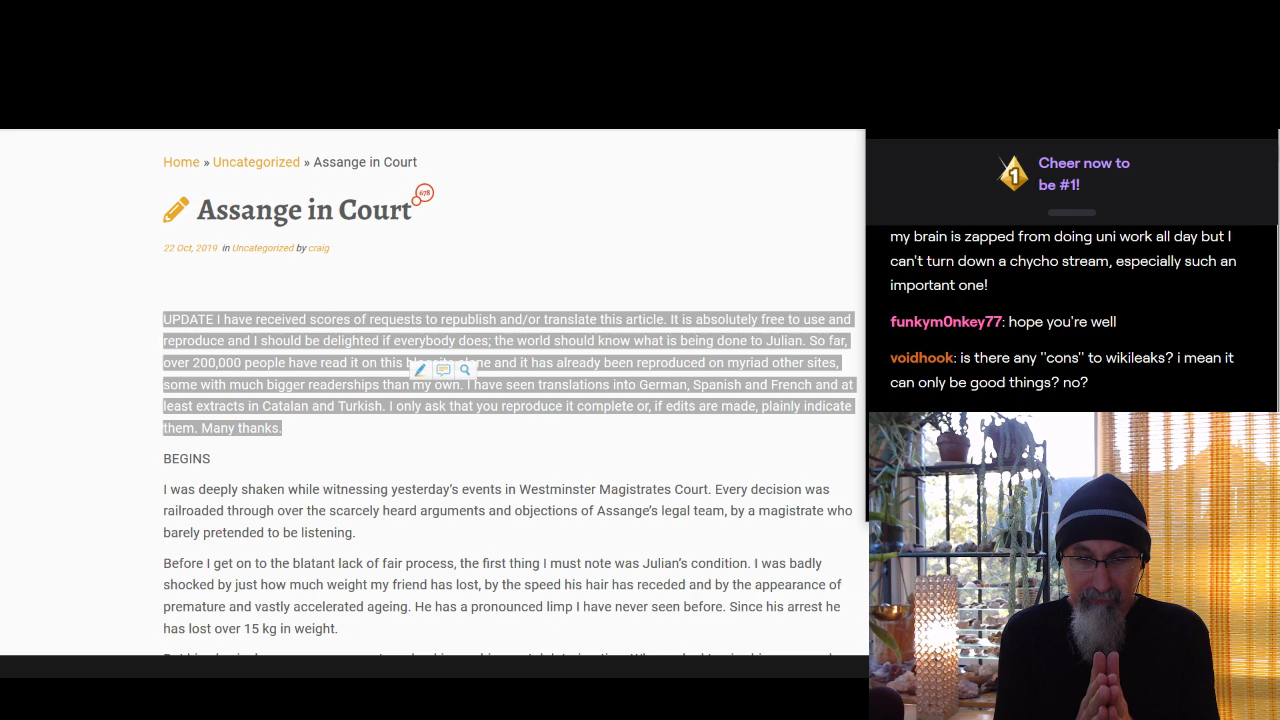 Home » Uncategorized » Assange in Court
Assange in Court
678
22 Oct, 2019 in Uncategorized by craig
UPDATE I have received scores of requests to republish and/or translate this article. It is absolutely free to use and
reproduce and I should be delighted if everybody does; the world should know what is being done to Julian. So far,
over 200,000 people have read it on this alone and it has already been reproduced on myriad other sites,
some with much bigger readerships than my own. I have seen translations into German, Spanish and French and at
least extracts in Catalan and Turkish. I only ask that you reproduce it complete or, if edits are made, plainly indicate
them. Many thanks.
BEGINS
I was deeply shaken while witnessing yesterday's events in Westminster Magistrates Court. Every decision was
railroaded through over the scarcely heard arguments and objections of Assange's legal team, by a magistrate who
barely pretended to be listening.
Before I get on to the blatant lack of fair process, the first thing I must note was Julian's condition. I was badly
shocked by just how much weight my friend has lost, by the speed his hair has receded and by the appearance of
premature and vastly accelerated ageing. He has a pronounced limp I have never seen before. Since his arrest he
has lost over 15 kg in weight.
1
Cheer now to
be #1!
my brain is zapped from doing uni work all day but I
can't turn down a chycho stream, especially such an
important one!
funkym0nkey77: hope you're well
voidhook: is there any "cons" to wikileaks? i mean it
can only be good things? no?